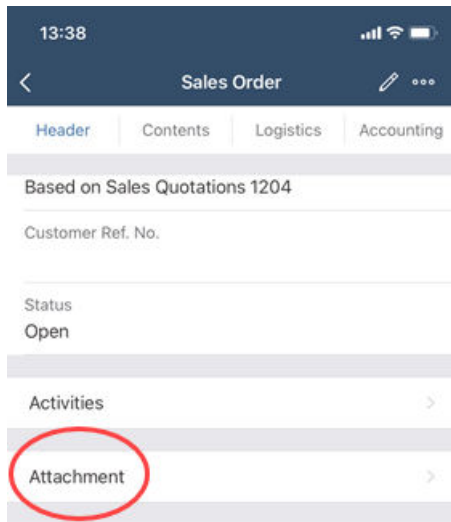 13:38
Sales Order
Header Contents Logistics Accounting
Based on Sales Quotations 1204
Customer Ref. No.
Status
Open
Activities
Attachment